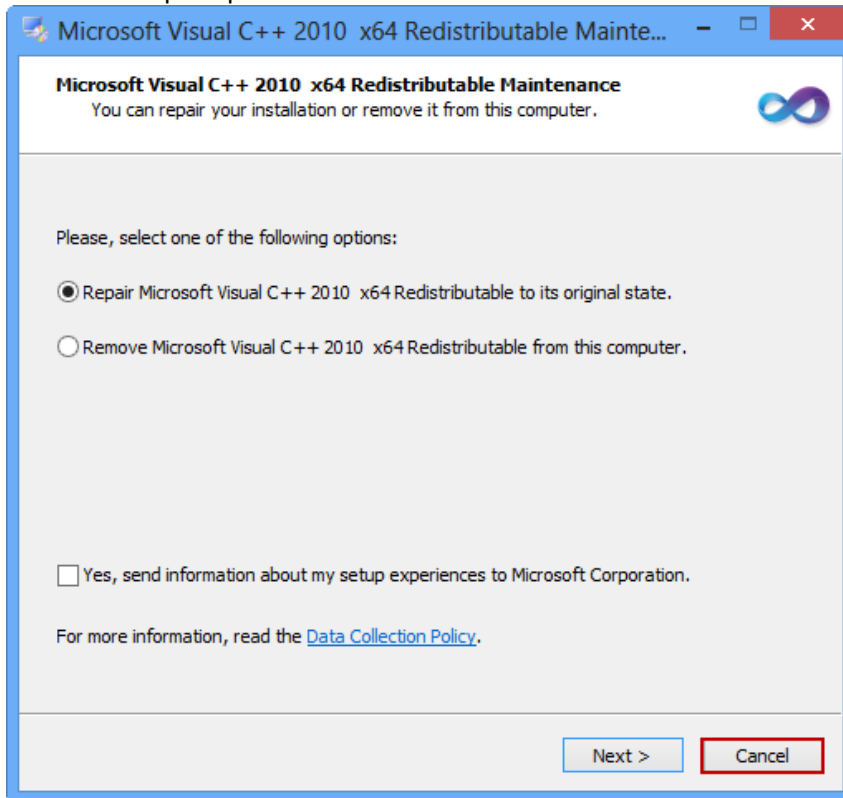 Microsoft Visual C++ 2010  x64 Redistributable Mainte...
Microsoft Visual C++ 2010  x64 Redistributable Maintenance
You can repair your installation or remove it from this computer.
Please, select one of the following options:
Repair Microsoft Visual C++ 2010  x64 Redistributable to its original state.
Remove Microsoft Visual C++ 2010  x64 Redistributable from this computer.
Yes, send information about my setup experiences to Microsoft Corporation.
For more information, read the Data Collection Policy.
Next > Cancel